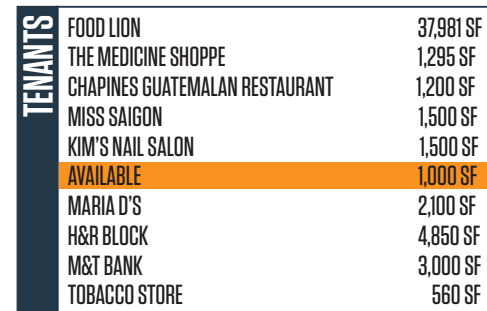 TENANTS
FOOD LION 37,981 SF
THE MEDICINE SHOPPE 1,295 SF
CHAPINES GUATEMALAN RESTAURANT 1,200 SF
MISS SAIGON 1,500 SF
KIM'S NAIL SALON 1,500 SF
AVAILABLE 1,000 SF
MARIA D'S 2,100 SF
H&R BLOCK 4,850 SF
M&T BANK 3,000 SF
TOBACCO STORE 560 SF